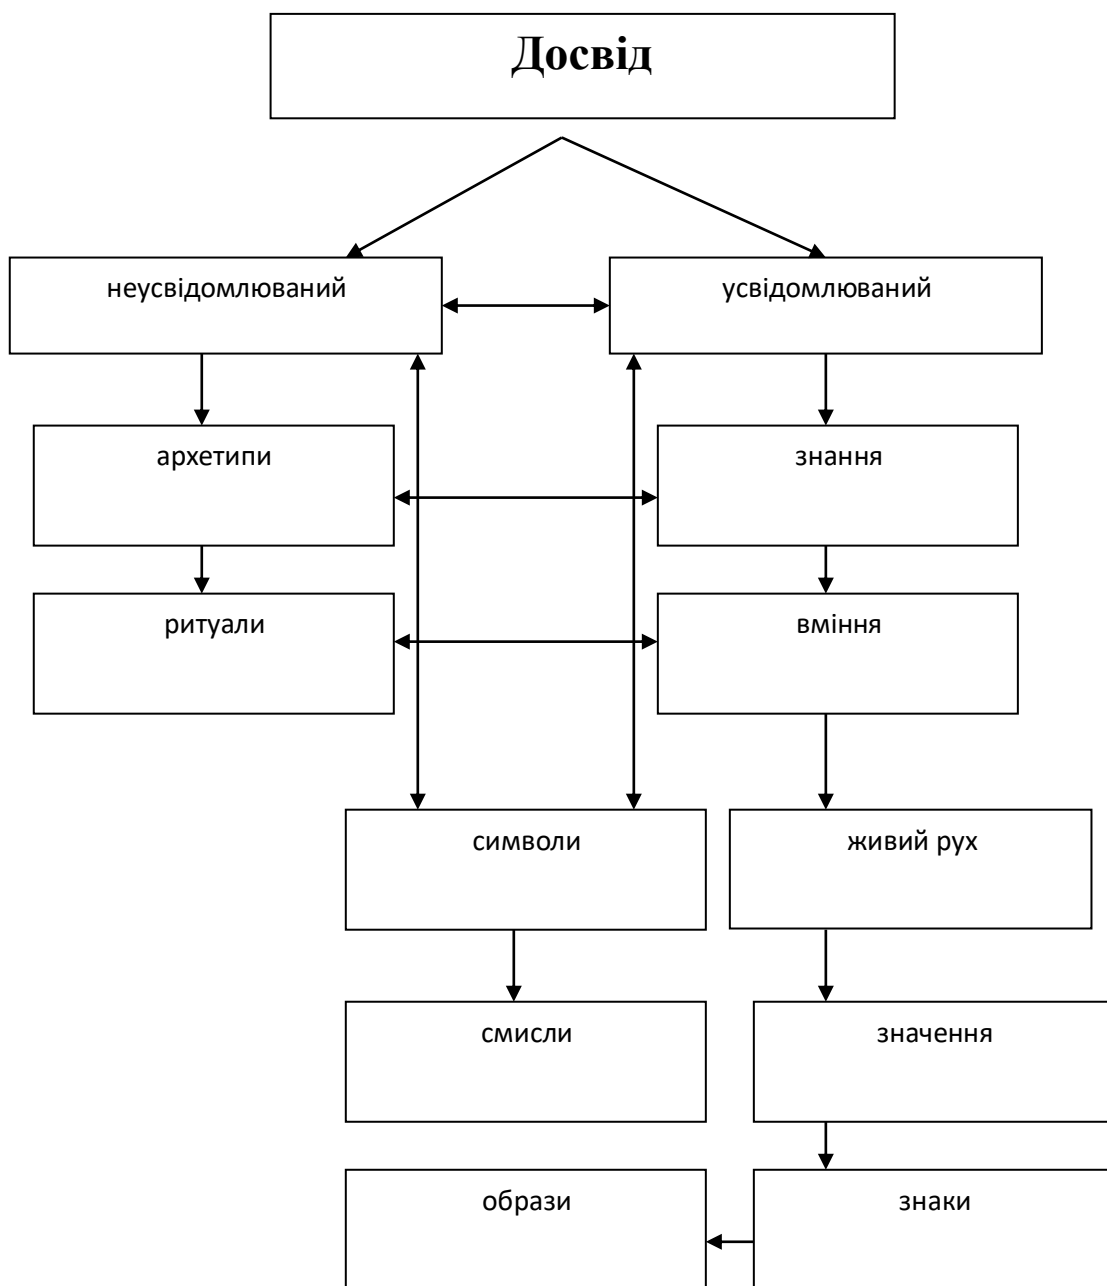 Досвід
неусвідомлюваний
усвідомлюваний
архетипи
знання
ритуали
вміння
символи
живий рух
смисли
значення
образи
знаки